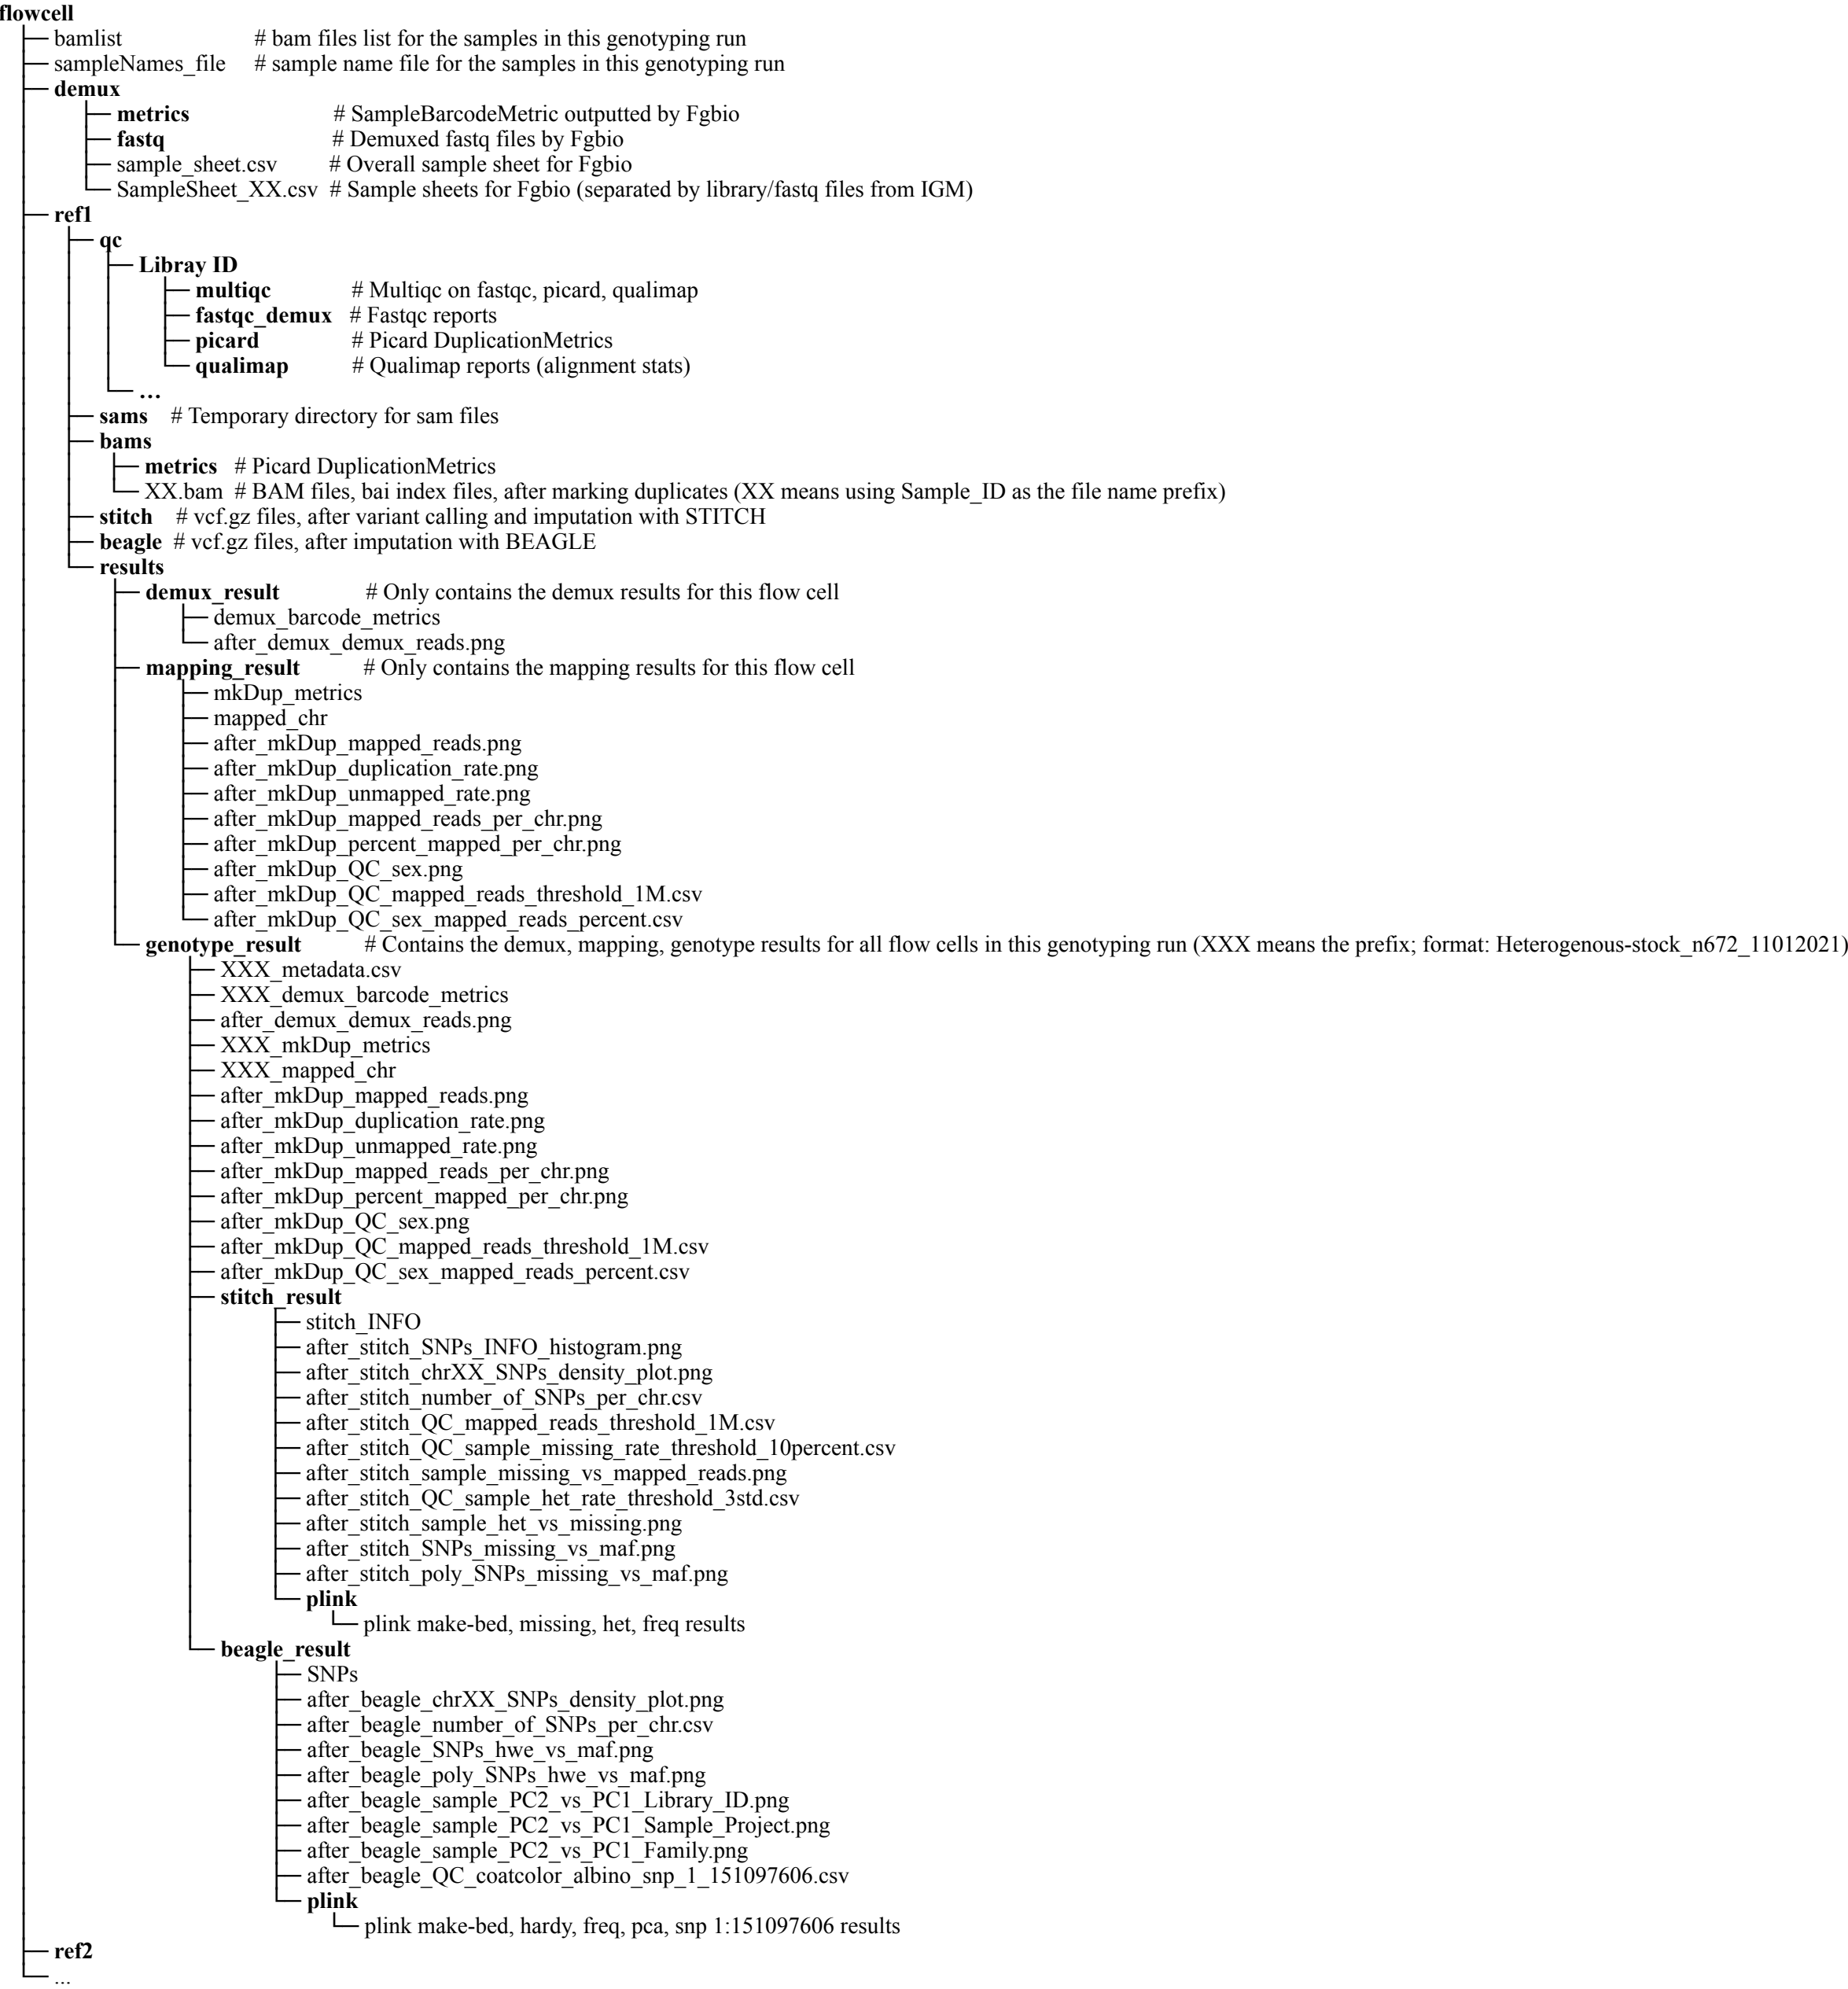 flowcell
bamlist # bam files list for the samples in this genotyping run
sampleNames_file # sample name file for the samples in this genotyping run
demux
metrics # SampleBarcodeMetric outputted by Fgbio
fastq # Demuxed fastq files by Fgbio
sample_sheet.csv # Overall sample sheet for Fgbio
SampleSheet_XX.csv # Sample sheets for Fgbio (separated by library/fastq files from IGM)
ref1
qc
Libray ID
multiqc # Multiqc on fastqc, picard, qualimap
fastqc_demux # Fastqc reports
picard # Picard DuplicationMetrics
qualimap # Qualimap reports (alignment stats)
...
sams # Temporary directory for sam files
bams
metrics # Picard DuplicationMetrics
XX.bam # BAM files, bai index files, after marking duplicates (XX means using Sample_ID as the file name prefix)
stitch # vcf.gz files, after variant calling and imputation with STITCH
beagle # vcf.gz files, after imputation with BEAGLE
results
demux_result # Only contains the demux results for this flow cell
demux_barcode_metrics
after_demux_demux_reads.png
mapping_result # Only contains the mapping results for this flow cell
mkDup_metrics
mapped_chr
after_mkDup_mapped_reads.png
after_mkDup_duplication_rate.png
after_mkDup_unmapped_rate.png
after_mkDup_mapped_reads_per_chr.png
after_mkDup_percent_mapped_per_chr.png
after_mkDup_QC_sex.png
after_mkDup_QC_mapped_reads_threshold_1M.csv
after_mkDup_QC_sex_mapped_reads_percent.csv
genotype_result # Contains the demux, mapping, genotype results for all flow cells in this genotyping run (XXX means the prefix; format: Heterogenous-stock_n672_11012021)
XXX_metadata.csv
XXX_demux_barcode_metrics
after_demux_demux_reads.png
XXX_mkDup_metrics
XXX_mapped_chr
after_mkDup_mapped_reads.png
after_mkDup_duplication_rate.png
after_mkDup_unmapped_rate.png
after_mkDup_mapped_reads_per_chr.png
after_mkDup_percent_mapped_per_chr.png
after_mkDup_QC_sex.png
after_mkDup_QC_mapped_reads_threshold_1M.csv
after_mkDup_QC_sex_mapped_reads_percent.csv
stitch_result
stitch_INFO
after_stitch_SNPs_INFO_histogram.png
after_stitch_chrXX_SNPs_density_plot.png
after_stitch_number_of_SNPs_per_chr.csv
after_stitch_QC_mapped_reads_threshold_1M.csv
after_stitch_QC_sample_missing_rate_threshold_10percent.csv
after_stitch_sample_missing_vs_mapped_reads.png
after_stitch_QC_sample_het_rate_threshold_3std.csv
after_stitch_sample_het_vs_missing.png
after_stitch_SNPs_missing_vs_maf.png
after_stitch_poly_SNPs_missing_vs_maf.png
plink
plink make-bed, missing, het, freq results
beagle_result
SNPs
after_beagle_chrXX_SNPs_density_plot.png
after_beagle_number_of_SNPs_per_chr.csv
after_beagle_SNPs_hwe_vs_maf.png
after_beagle_poly_SNPs_hwe_vs_maf.png
after_beagle_sample_PC2_vs_PC1_Library_ID.png
after_beagle_sample_PC2_vs_PC1_Sample_Project.png
after_beagle_sample_PC2_vs_PC1_Family.png
after_beagle_QC_coatcolor_albino_snp_1_151097606.csv
plink
plink make-bed, hardy, freq, pca, snp 1:151097606 results
ref2
...